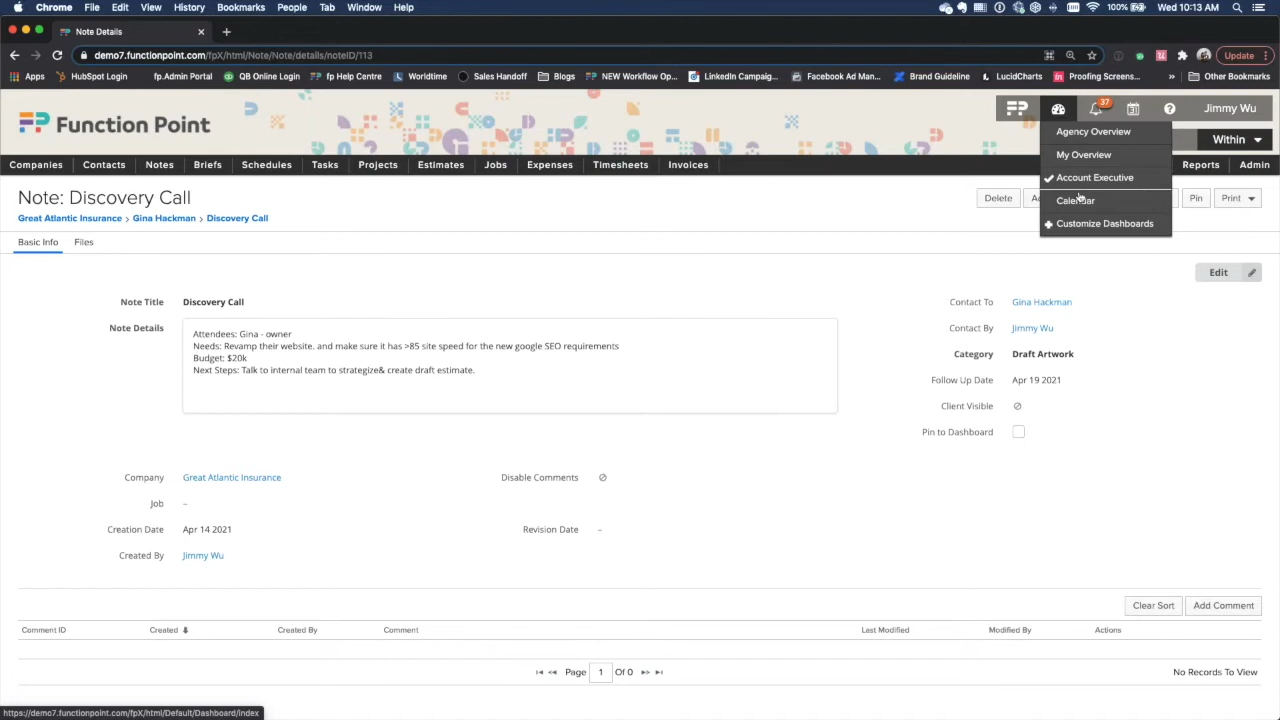 Chrome File Edit View History Bookmarks People Tab Window Help 100% Wed 10:13 AM
Note Details
demo7.functionpoint.com/fpX/html/Note/Note/details/noteID/113 Update
Apps HubSpot Login fp.Admin Portal QB Online Login fp Help Centre Worldtime Sales Handoff Blogs NEW Workflow Op... LinkedIn Campaig... Facebook Ad Man... Brand Guideline LucidCharts Proofing Screens... » Other Bookmarks
Function Point
37 Jimmy Wu
Agency Overview
Within
My Overview
Companies Contacts Notes Briefs Schedules Tasks Projects Estimates Jobs Expenses Timesheets Invoices Reports Admin
Account Executive
Note: Discovery Call
Delete Pin Print
Calendar
Great Atlantic Insurance > Gina Hackman > Discovery Call
Customize Dashboards
Basic Info Files
Edit
Note Title Discovery Call
Contact To Gina Hackman
Note Details
Contact By Jimmy Wu
Attendees: Gina - owner
Needs: Revamp their website. and make sure it has >85 site speed for the new google SEO requirements
Budget: $20k
Next Steps: Talk to internal team to strategize& create draft estimate.
Category Draft Artwork
Follow Up Date Apr 19 2021
Client Visible
Pin to Dashboard
Company Great Atlantic Insurance Disable Comments
Job –
Creation Date Apr 14 2021 Revision Date –
Created By Jimmy Wu
Clear Sort Add Comment
Comment ID Created Created By Comment Last Modified Modified By Actions
Page 1 Of 0 No Records To View
https://demo7.functionpoint.com/fpX/html/Default/Dashboard/index